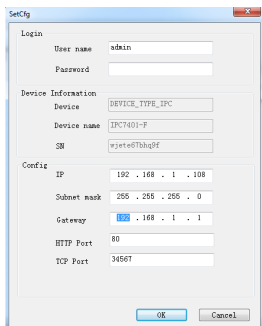 SetCfg
Login
User name admin
Password
Device Information
Device DEVICE_TYPE_IPC
Device name IPC7401-F
SN wjete67bhq9f
Config
IP 192 . 168 . 1 . 108
Subnet mask 255 . 255 . 255 . 0
Gateway 192 . 168 . 1 . 1
HTTP Port 80
TCP Port 34567
OK Cancel